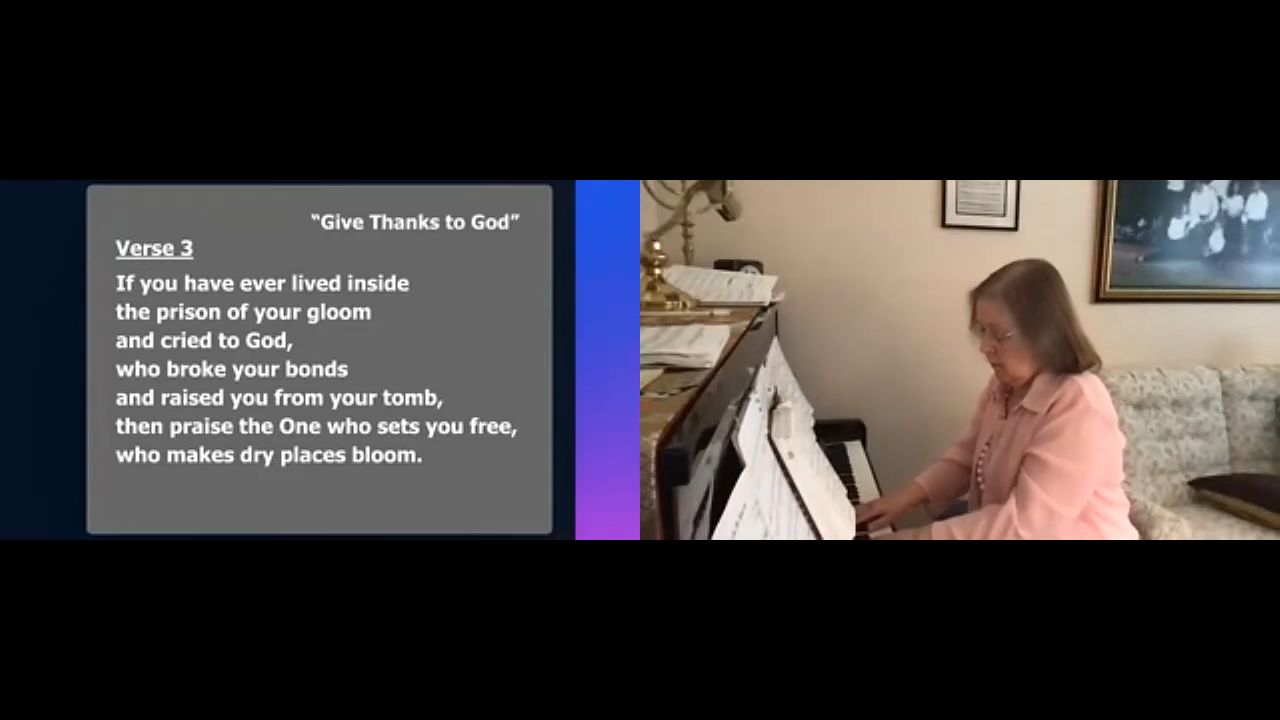 “Give Thanks to God”
Verse 3
If you have ever lived inside
the prison of your gloom
and cried to God,
who broke your bonds
and raised you from your tomb,
then praise the One who sets you free,
who makes dry places bloom.